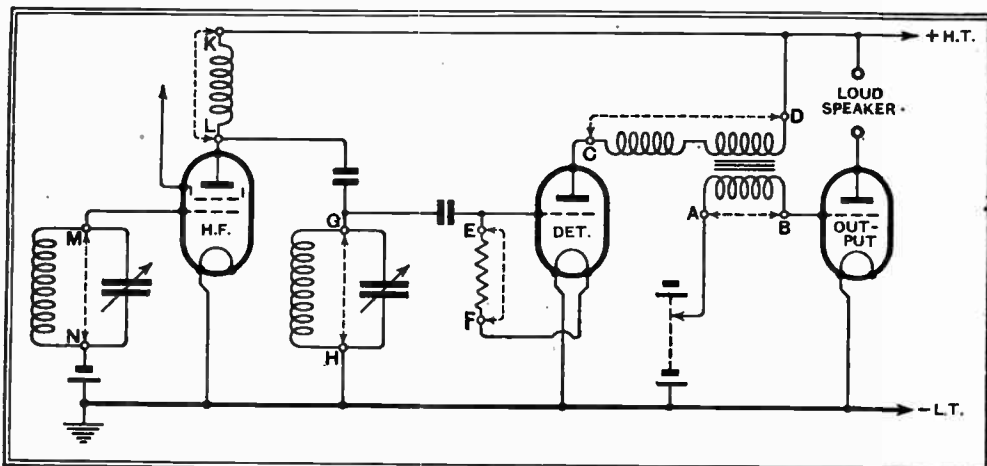 K
+ H.T.
LOUD
SPEAKER
L
C
D
H.F.
M
G
E
DET.
A
B
OUT-
PUT
N
F
H
- L.T.